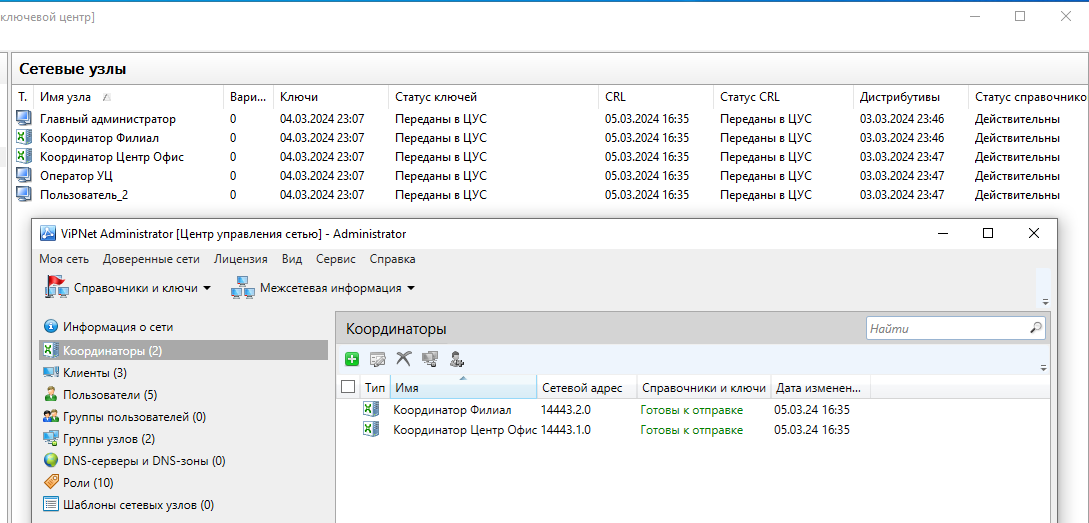 ключевой центр]
Сетевые узлы
Т. Имя узла Вари... Ключи Статус ключей CRL Статус CRL Дистрибутивы Статус справочнико
Главный администратор 0 04.03.2024 23:07 Переданы в ЦУС 05.03.2024 16:35 Переданы в ЦУС 03.03.2024 23:46 Действительны
Координатор Филиал 0 04.03.2024 23:07 Переданы в ЦУС 05.03.2024 16:35 Переданы в ЦУС 03.03.2024 23:46 Действительны
Координатор Центр Офис 0 04.03.2024 23:07 Переданы в ЦУС 05.03.2024 16:35 Переданы в ЦУС 03.03.2024 23:47 Действительны
Оператор УЦ 0 04.03.2024 23:07 Переданы в ЦУС 05.03.2024 16:35 Переданы в ЦУС 03.03.2024 23:47 Действительны
Пользователь_2 0 04.03.2024 23:07 Переданы в ЦУС 05.03.2024 16:35 Переданы в ЦУС 03.03.2024 23:47 Действительны
ViPNet Administrator [Центр управления сетью] - Administrator
Моя сеть Доверенные сети Лицензия Вид Сервис Справка
Справочники и ключи Межсетевая информация
Информация о сети
Координаторы (2)
Клиенты (3)
Пользователи (5)
Группы пользователей (0)
Группы узлов (2)
DNS-серверы и DNS-зоны (0)
Роли (10)
Шаблоны сетевых узлов (0)
Координаторы Найти
Тип Имя Сетевой адрес Справочники и ключи Дата изменен...
Координатор Филиал 14443.2.0 Готовы к отправке 05.03.24 16:35
Координатор Центр Офис 14443.1.0 Готовы к отправке 05.03.24 16:35